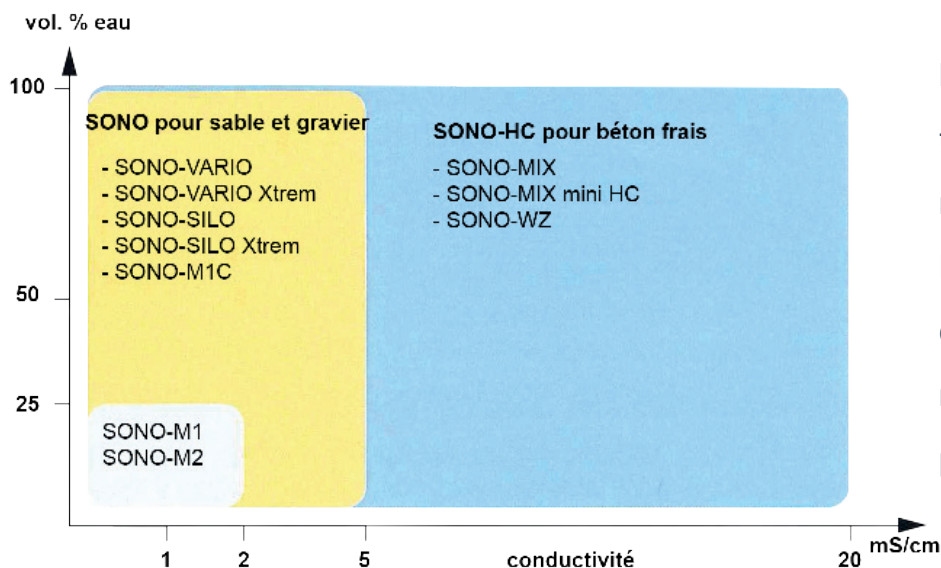 vol. % eau
100
SONO pour sable et gravier
- SONO-VARIO
- SONO-VARIO Xtrem
- SONO-SILO
- SONO-SILO Xtrem
- SONO-M1C
SONO-HC pour béton frais
- SONO-MIX
- SONO-MIX mini HC
- SONO-WZ
50
25
SONO-M1
SONO-M2
1
2
5
conductivité
20
mS/cm